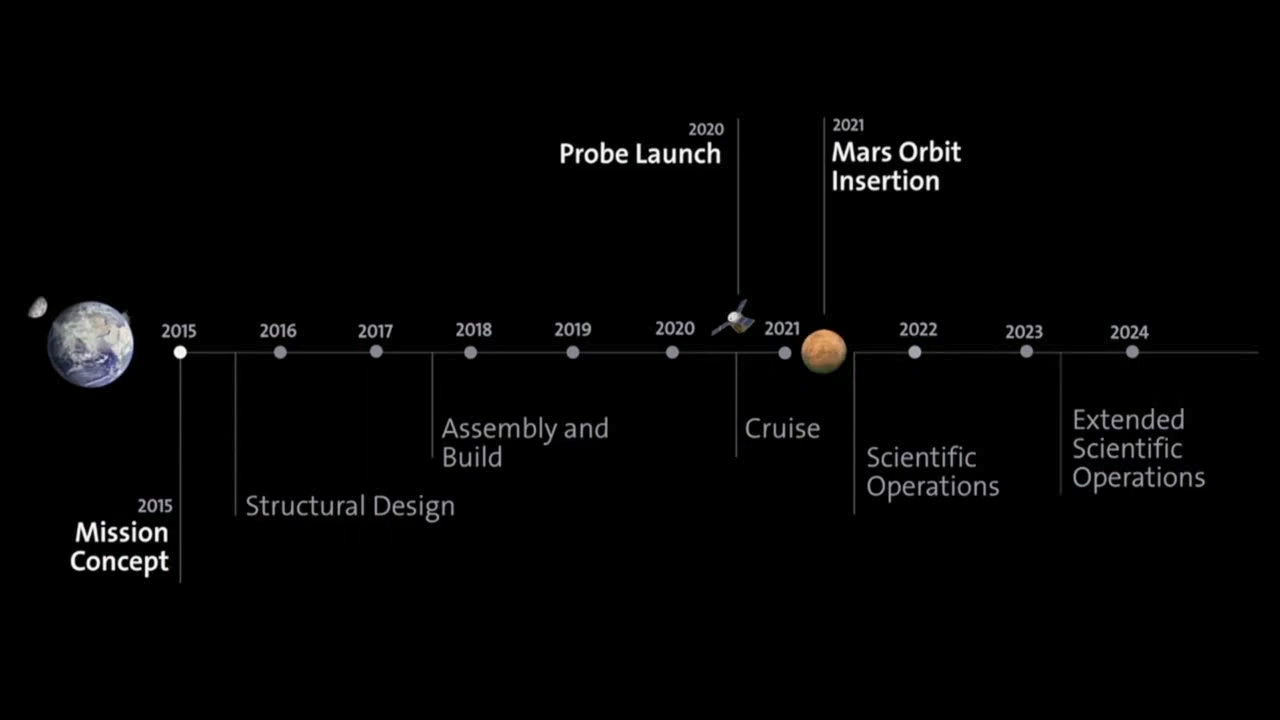 2020
Probe Launch
2021
Mars Orbit
Insertion
2015 2016 2017 2018 2019 2020 2021 2022 2023 2024
Assembly and
Build
Cruise
Extended
Scientific
Operations
Scientific
Operations
Structural Design
2015
Mission
Concept